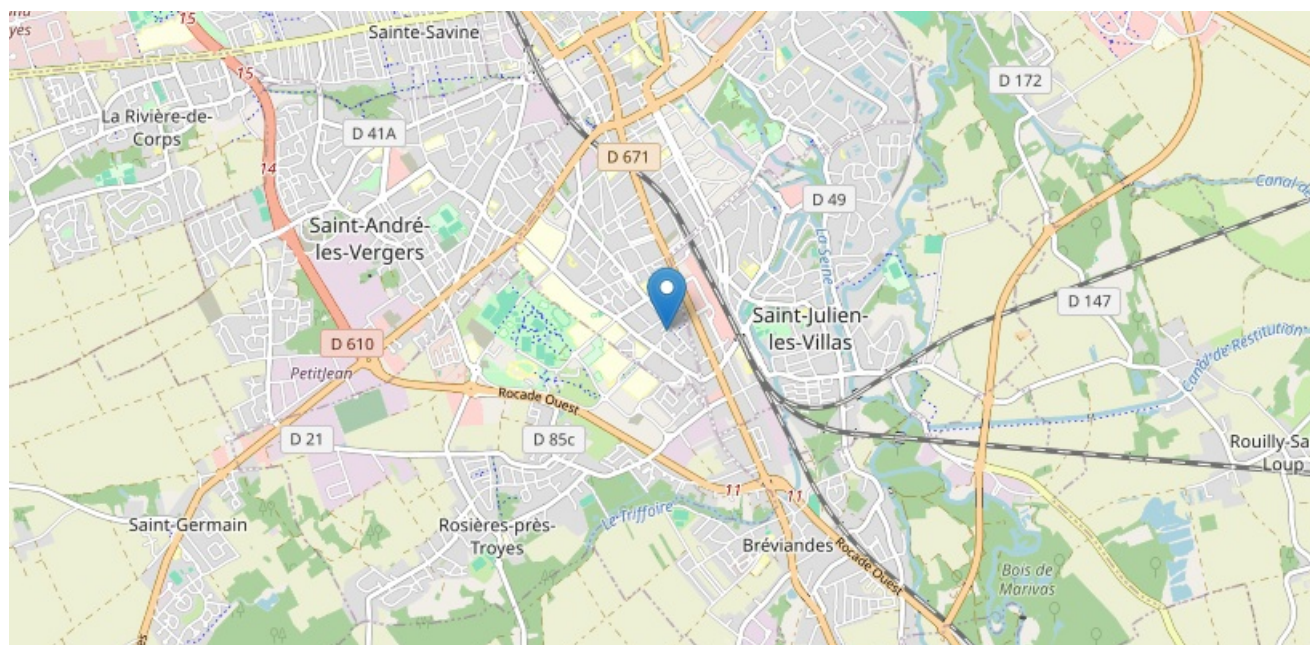 15
Sainte-Savine
yes
15
D 172
La Rivière-de-
Corps
D 41A
D 671
14
Canal de
D 49
Saint-André-
les-Vergers
La Seine
D 147
Saint-Julien-
les-Villas
D 610
PetitJean
Canal de Restitution
Rocade Ouest
D 21
D 85c
Rouilly-Sa
Loup
11
11
Le Triffoire
Saint-Germain
Rosières-près-
Troyes
Bréviandes
Rocade Ouest
Bois de
Marivas